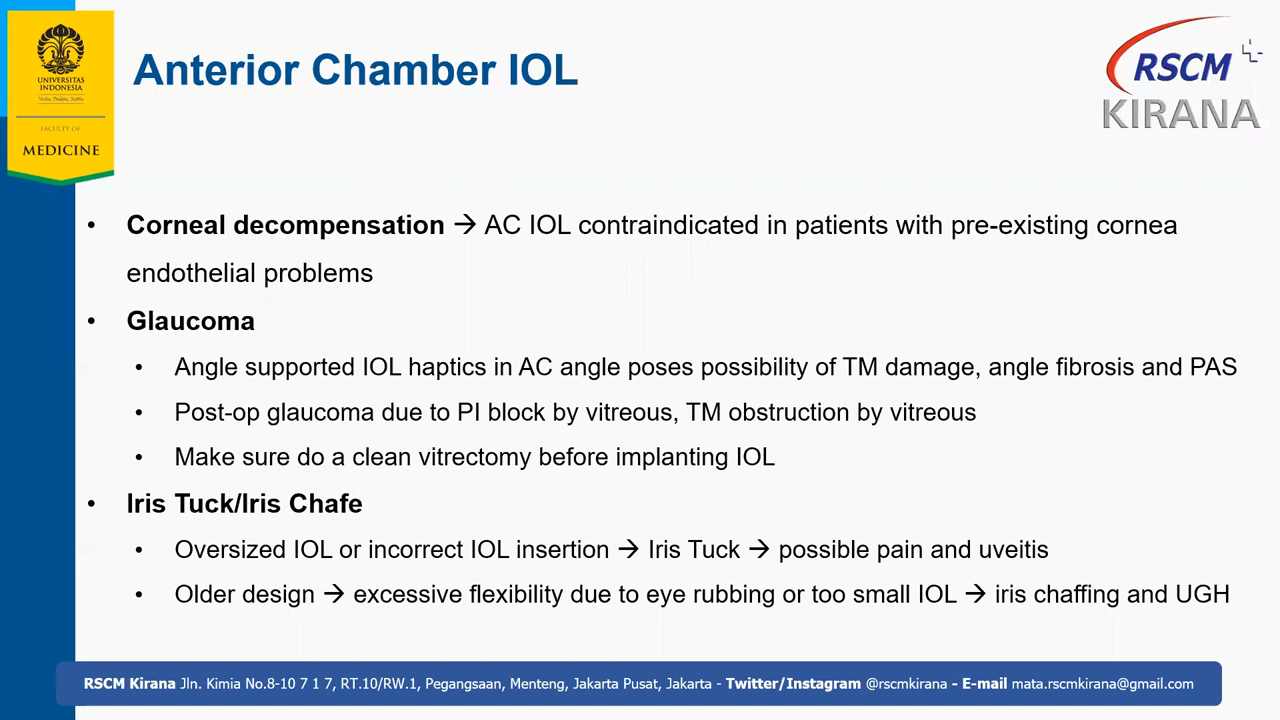 UNIVERSITAS
INDONESIA
Veritas, Probitas, Iustitia
FACULTY OF
MEDICINE
Anterior Chamber IOL
RSCM
KIRANA
• Corneal decompensation → AC IOL contraindicated in patients with pre-existing cornea
endothelial problems
• Glaucoma
• Angle supported IOL haptics in AC angle poses possibility of TM damage, angle fibrosis and PAS
• Post-op glaucoma due to PI block by vitreous, TM obstruction by vitreous
• Make sure do a clean vitrectomy before implanting IOL
• Iris Tuck/Iris Chafe
• Oversized IOL or incorrect IOL insertion → Iris Tuck → possible pain and uveitis
• Older design → excessive flexibility due to eye rubbing or too small IOL → iris chaffing and UGH
RSCM Kirana Jln. Kimia No.8-10 7 1 7, RT.10/RW.1, Pegangsaan, Menteng, Jakarta Pusat, Jakarta - Twitter/Instagram @rscmkirana - E-mail mata.rscmkirana@gmail.com